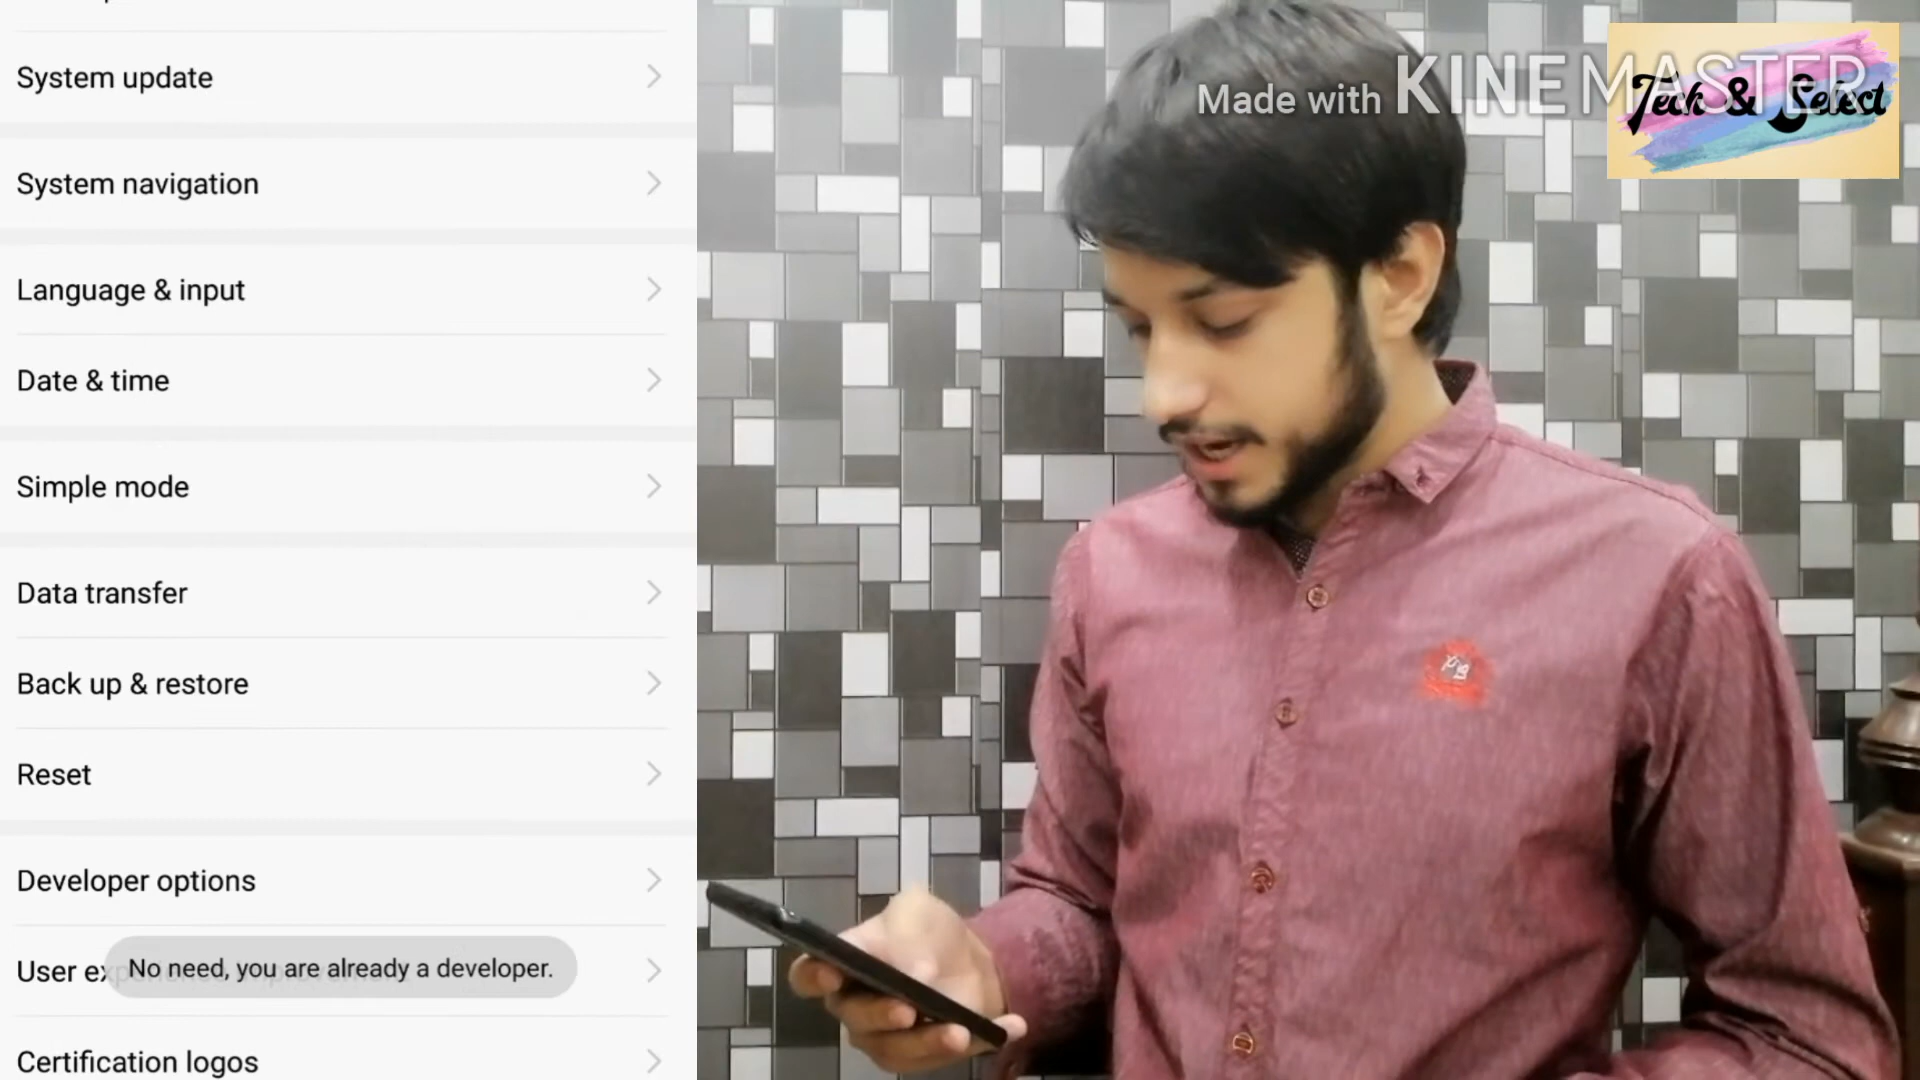 System update
System navigation
Language & input
Date & time
Simple mode
Data transfer
Back up & restore
Reset
Developer options
User ex
No need, you are already a developer.
Certification logos
Made with KINEMASTER
Tech & Select